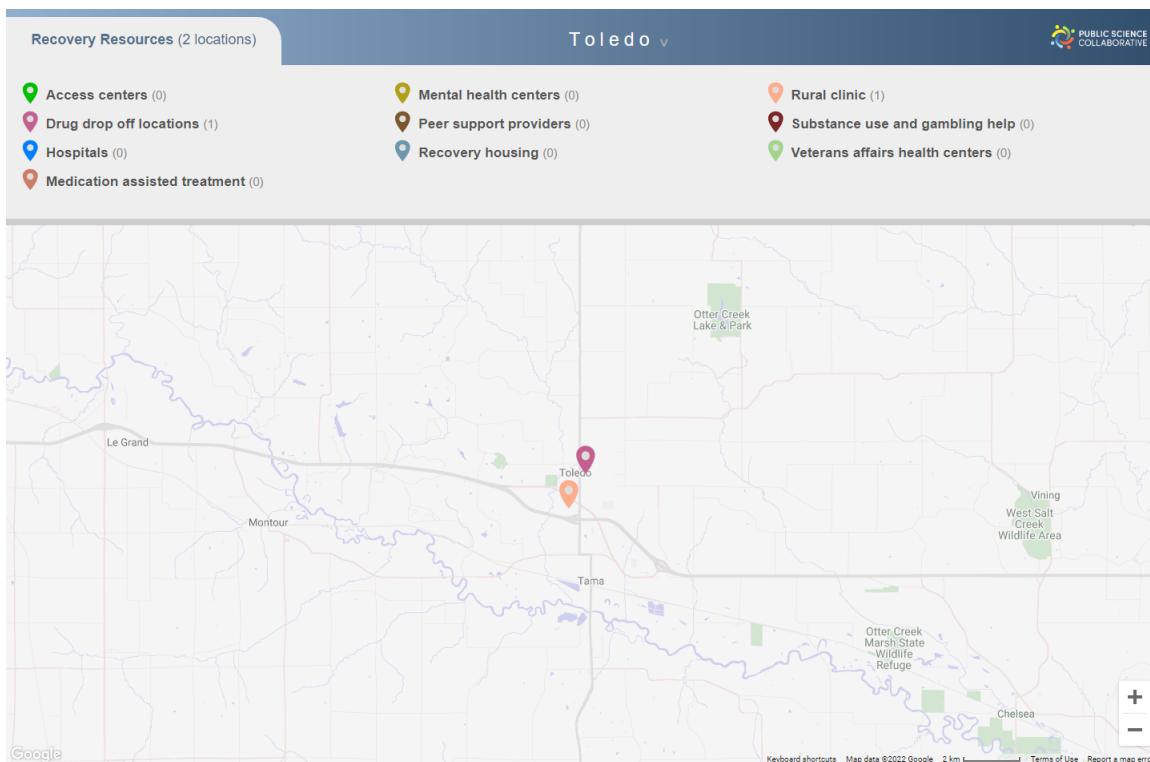 Recovery Resources (2 locations)
Toledo v
PUBLIC SCIENCE
COLLABORATIVE
Access centers (0)
Mental health centers (0)
Rural clinic (1)
Drug drop off locations (1)
Peer support providers (0)
Substance use and gambling help (0)
Hospitals (0)
Recovery housing (0)
Veterans affairs health centers (0)
Medication assisted treatment (0)
Otter Creek
Lake & Park
Le Grand
Toledo
Vining
West Salt
Creek
Wildlife Area
Montour
Tama
Otter Creek
Marsh State
Wildlife
Refuge
Chelsea
+
−
Google
Keyboard shortcuts Map data ©2022 Google 2 km Terms of Use Report a map erro